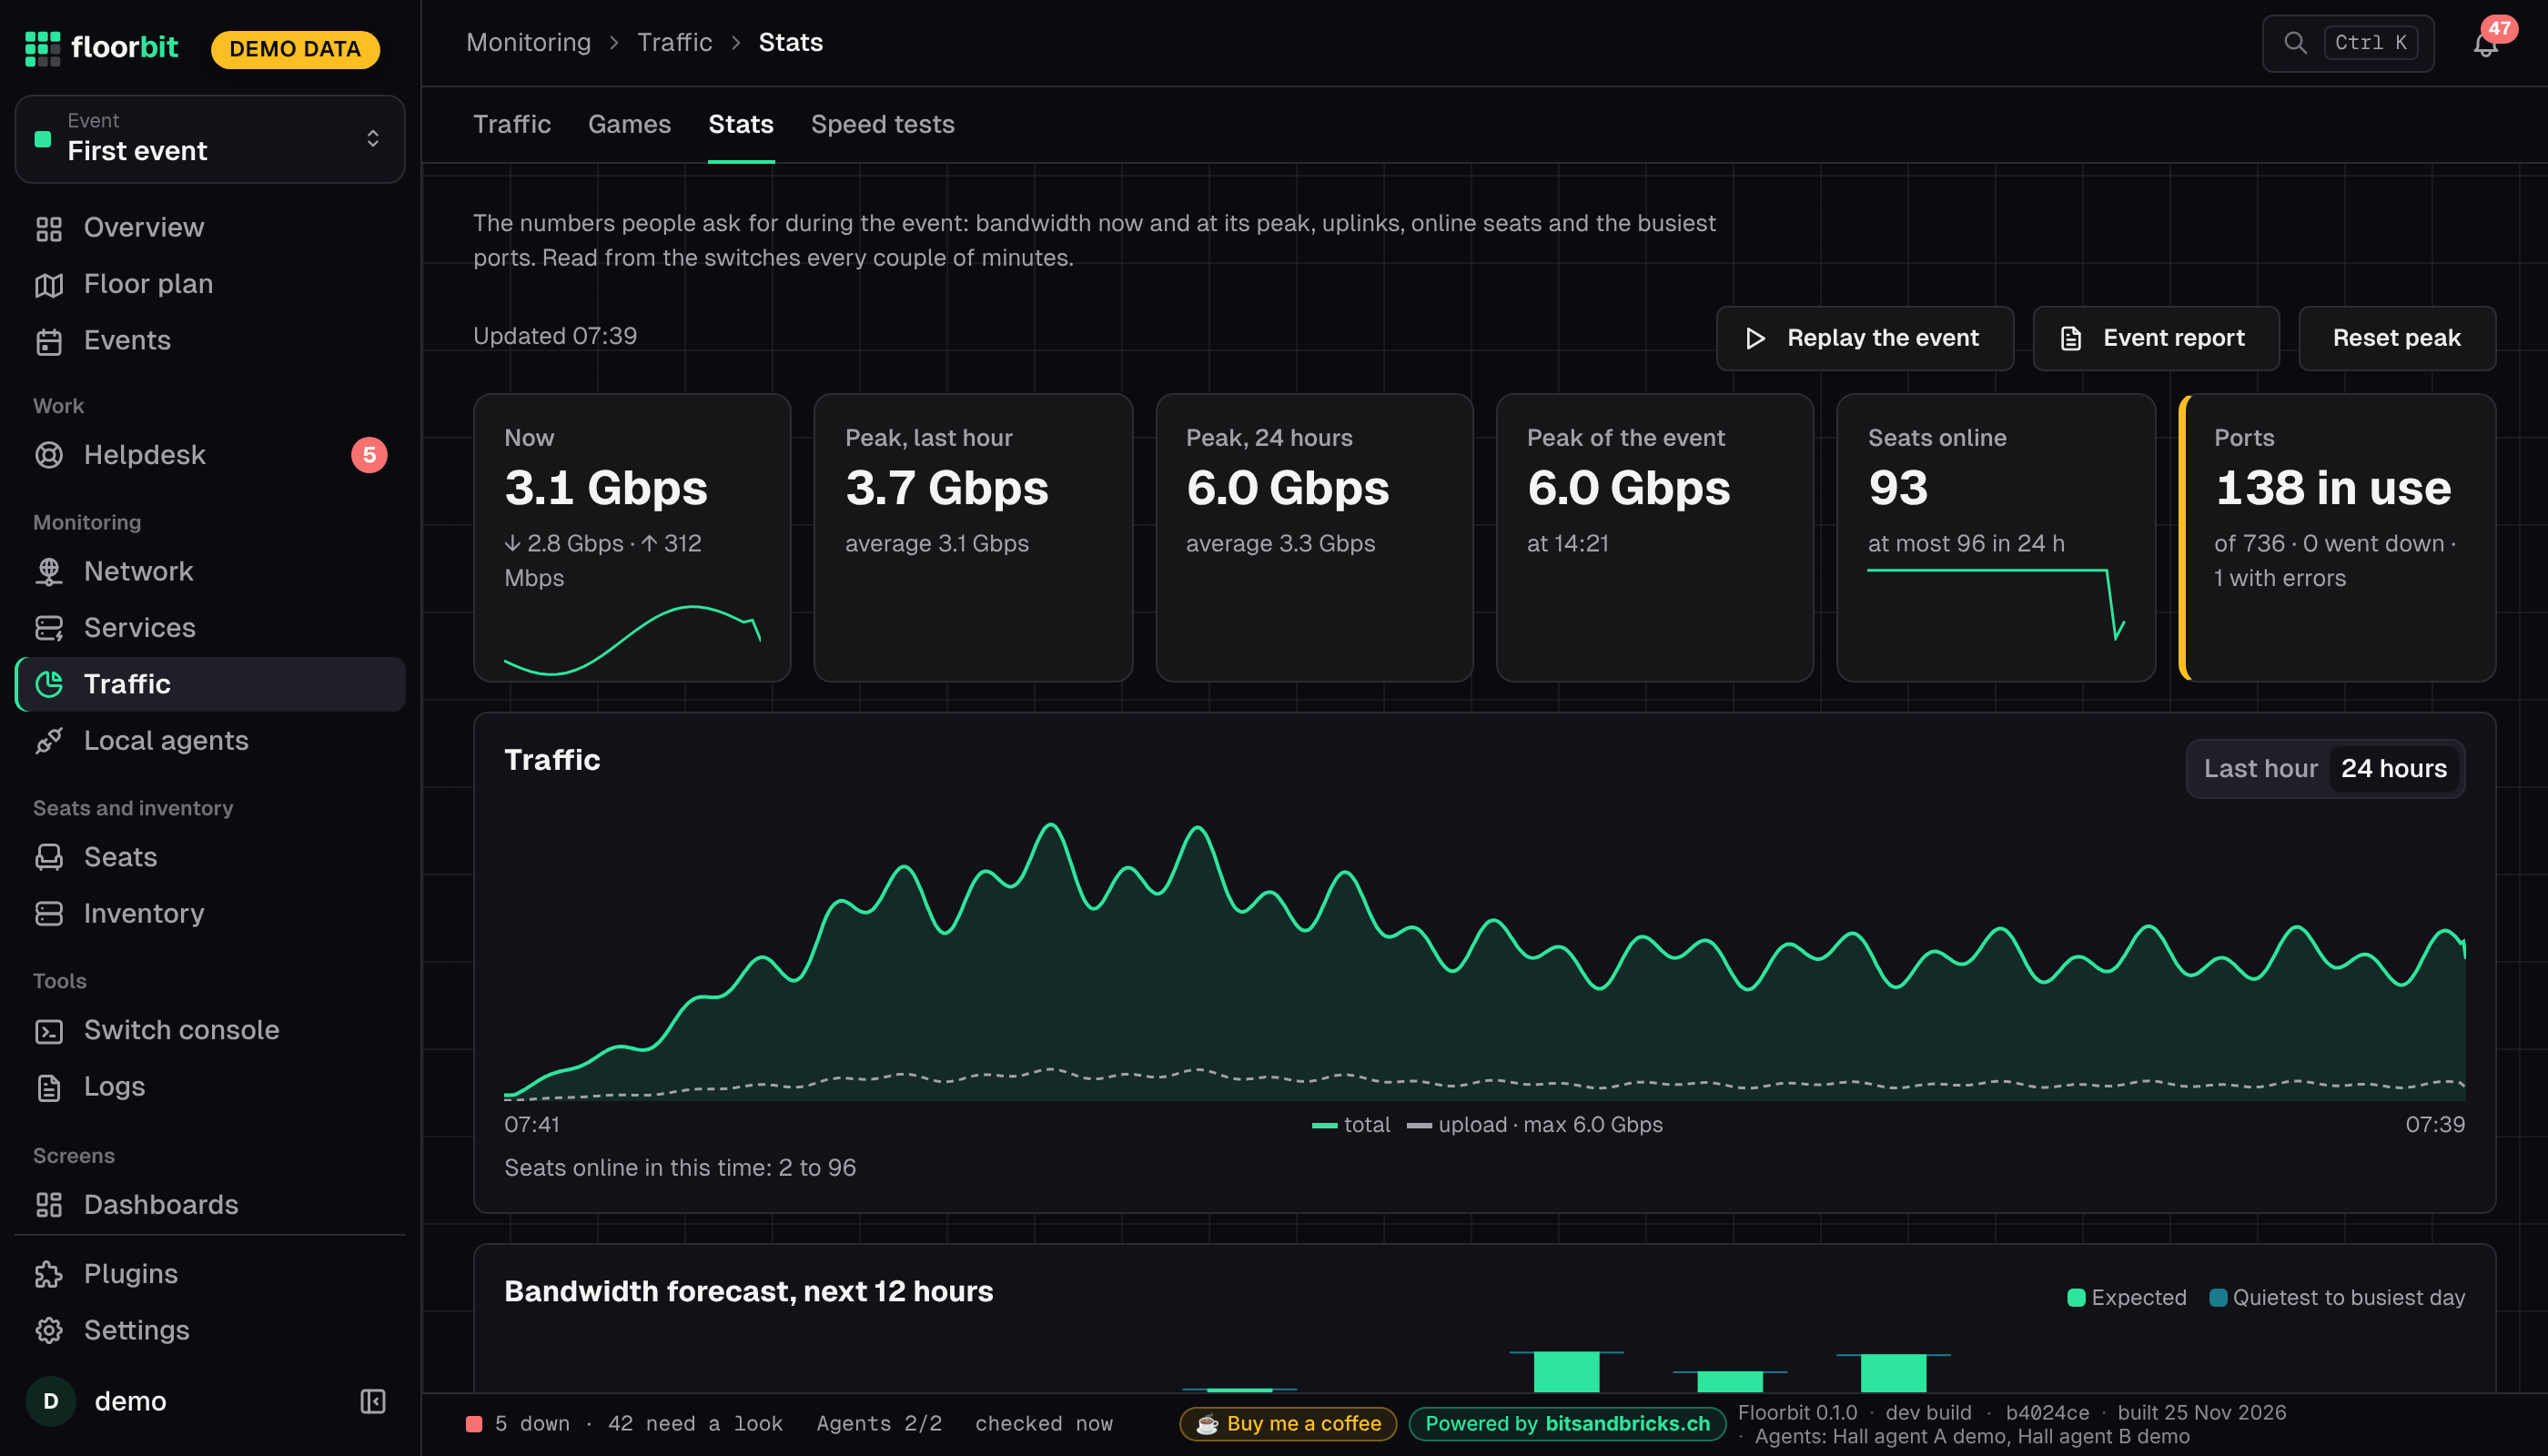 floorbit
DEMO DATA
Event
First event
Overview
Floor plan
Events
Work
Helpdesk
5
Monitoring
Network
Services
Traffic
Local agents
Seats and inventory
Seats
Inventory
Tools
Switch console
Logs
Screens
Dashboards
Plugins
Settings
D
demo
Monitoring > Traffic > Stats
Ctrl K
47
Traffic Games Stats Speed tests
The numbers people ask for during the event: bandwidth now and at its peak, uplinks, online seats and the busiest
ports. Read from the switches every couple of minutes.
Updated 07:39
Replay the event
Event report
Reset peak
Now
3.1 Gbps
↓ 2.8 Gbps · ↑ 312
Mbps
Peak, last hour
3.7 Gbps
average 3.1 Gbps
Peak, 24 hours
6.0 Gbps
average 3.3 Gbps
Peak of the event
6.0 Gbps
at 14:21
Seats online
93
at most 96 in 24 h
Ports
138 in use
of 736 · 0 went down ·
1 with errors
Traffic
Last hour 24 hours
07:41
total upload · max 6.0 Gbps
07:39
Seats online in this time: 2 to 96
Bandwidth forecast, next 12 hours
Expected Quietest to busiest day
5 down · 42 need a look Agents 2/2 checked now
☕ Buy me a coffee
Powered by bitsandbricks.ch
Floorbit 0.1.0 · dev build · b4024ce · built 25 Nov 2026
· Agents: Hall agent A demo, Hall agent B demo